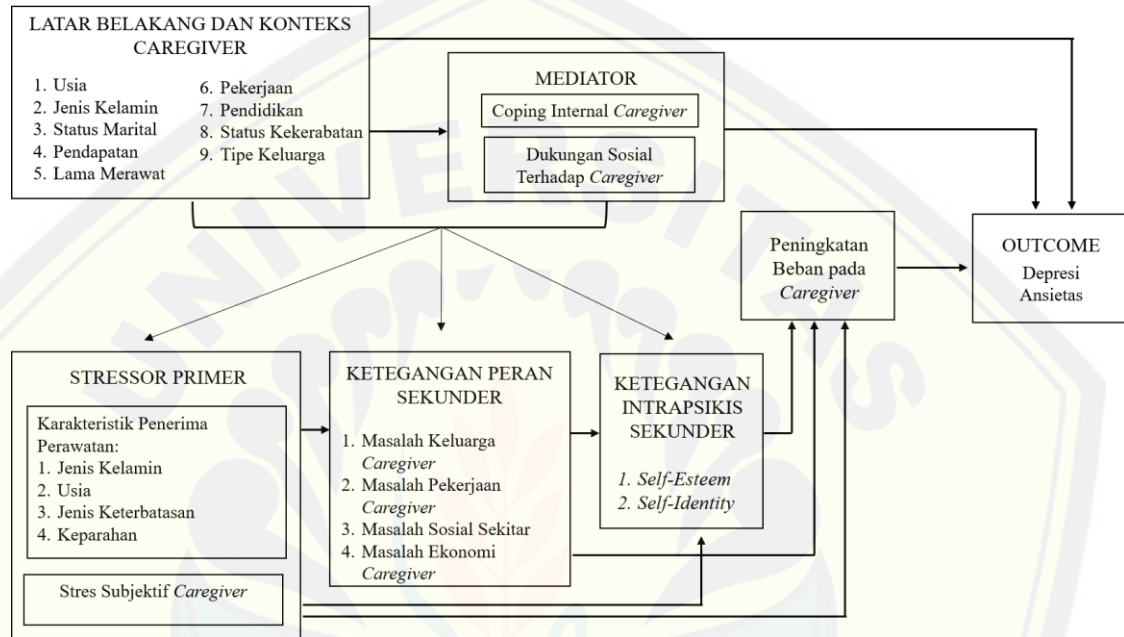 LATAR BELAKANG DAN KONTEKS
CAREGIVER
1. Usia
2. Jenis Kelamin
3. Status Marital
4. Pendapatan
5. Lama Merawat
6. Pekerjaan
7. Pendidikan
8. Status Kekerabatan
9. Tipe Keluarga
MEDIATOR
Coping Internal Caregiver
Dukungan Sosial
Terhadap Caregiver
Peningkatan
Beban pada
Caregiver
OUTCOME
Depresi
Ansietas
STRESSOR PRIMER
Karakteristik Penerima
Perawatan:
1. Jenis Kelamin
2. Usia
3. Jenis Keterbatasan
4. Keparahan
Stres Subjektif Caregiver
KETEGANGAN PERAN
SEKUNDER
1. Masalah Keluarga
Caregiver
2. Masalah Pekerjaan
Caregiver
3. Masalah Sosial Sekitar
4. Masalah Ekonomi
Caregiver
KETEGANGAN
INTRAPSIKIS
SEKUNDER
1. Self-Esteem
2. Self-Identity
UNIVERSITAS